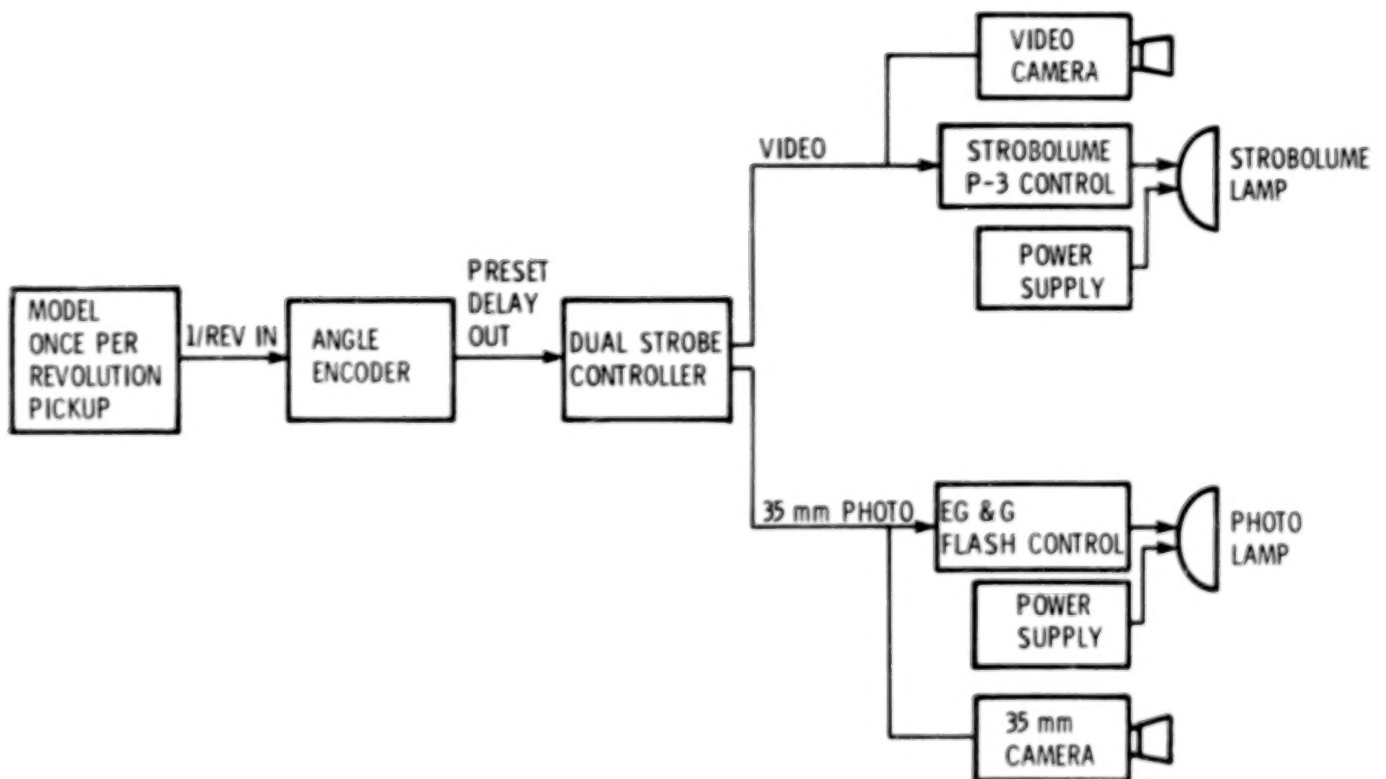 MODEL
ONCE PER
REVOLUTION
PICKUP
1/REV IN
ANGLE
ENCODER
PRESET
DELAY
OUT
DUAL STROBE
CONTROLLER
VIDEO
VIDEO
CAMERA
STROBOLUME
P-3 CONTROL
STROBOLUME
LAMP
POWER
SUPPLY
35 mm PHOTO
EG & G
FLASH CONTROL
PHOTO
LAMP
POWER
SUPPLY
35 mm
CAMERA